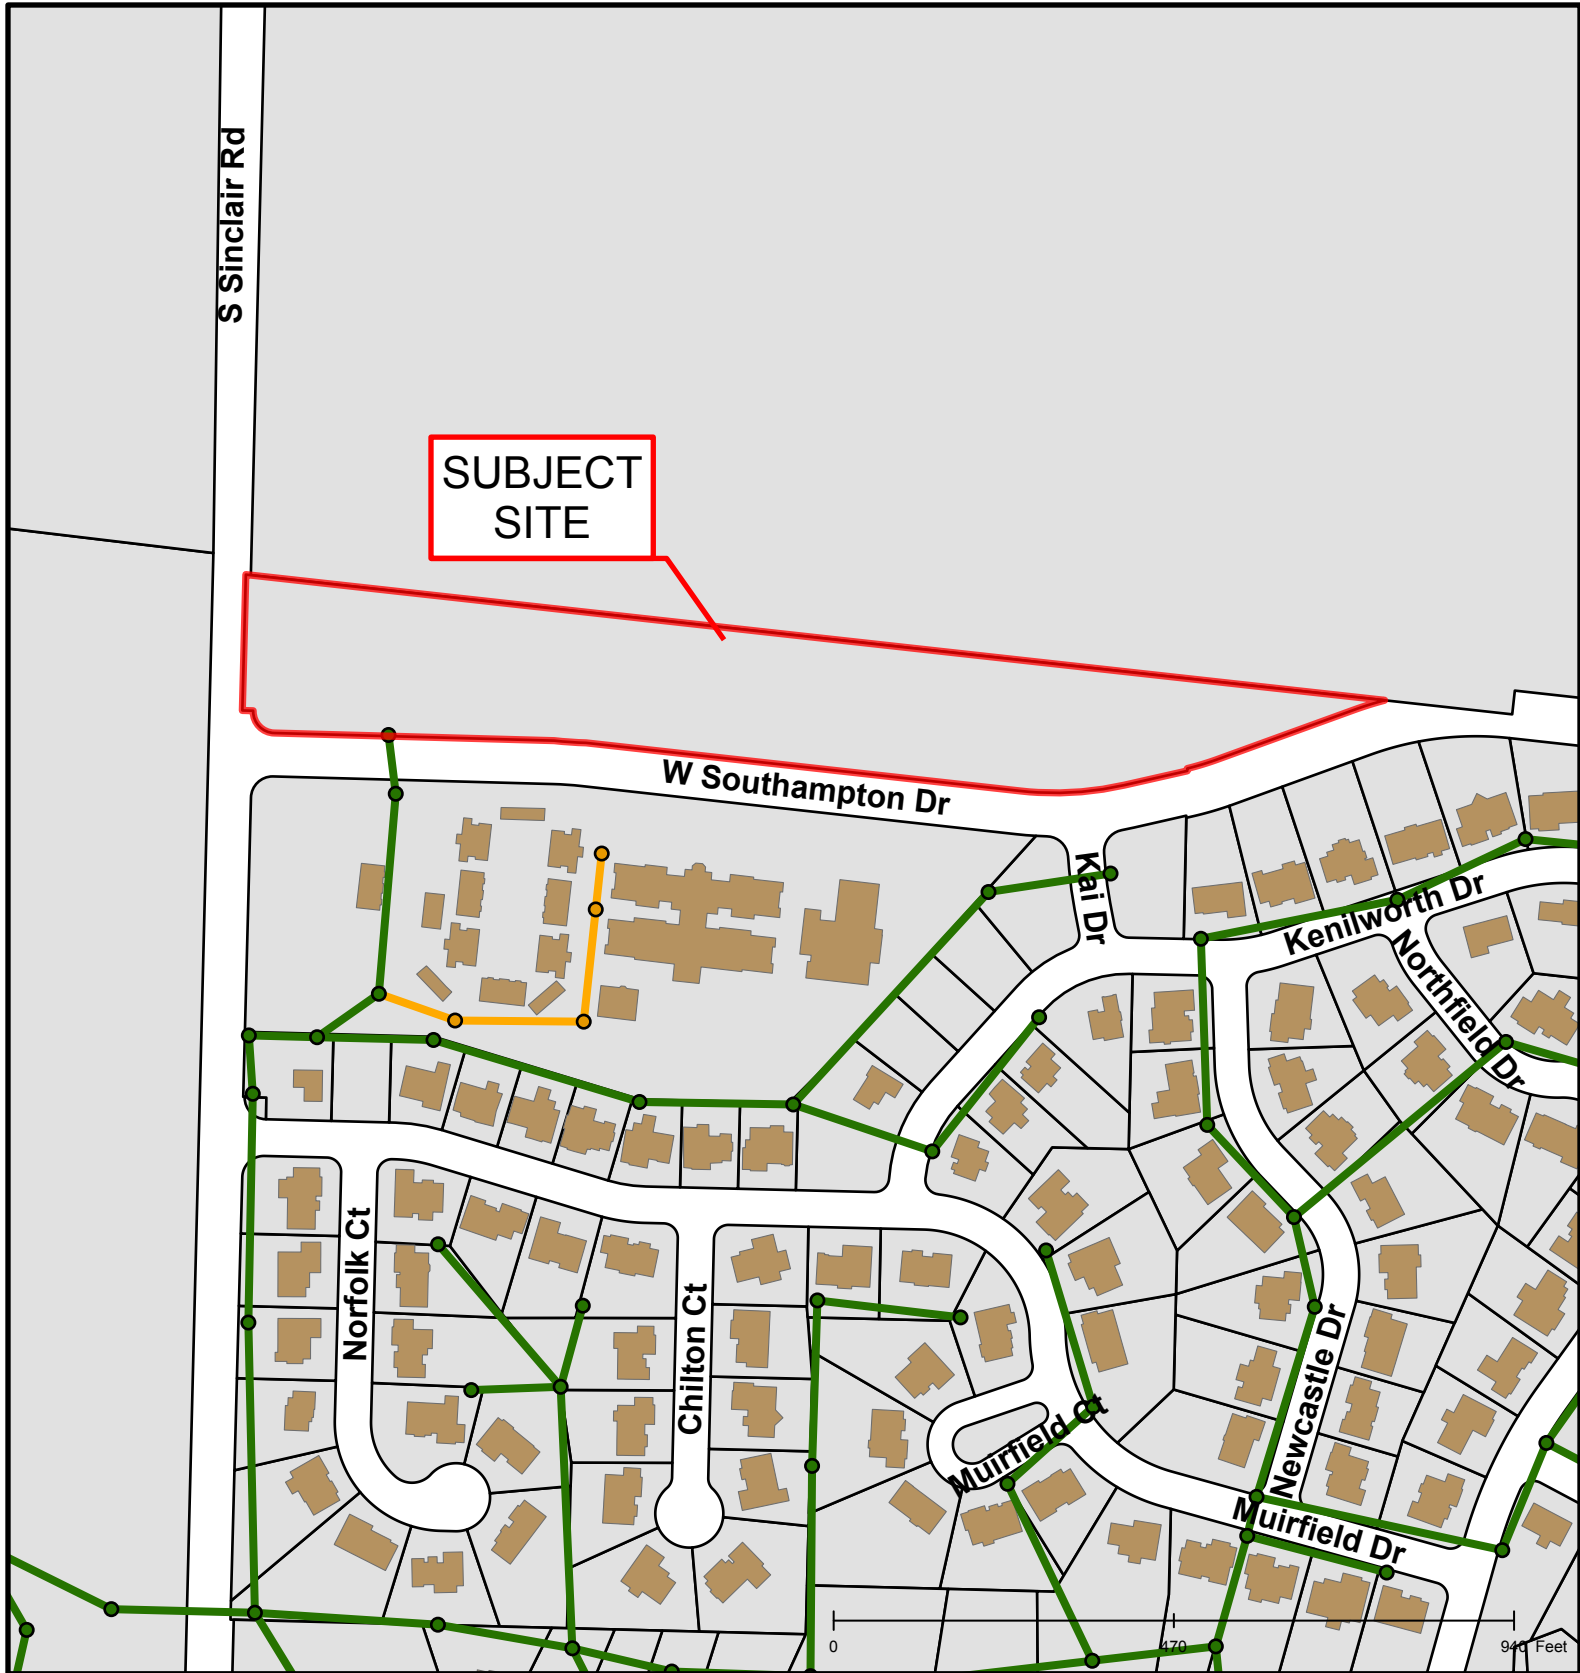 S Sinclair Rd
SUBJECT
SITE
W Southampton Dr
Kai Dr
Kenilworth Dr
Northfield Dr
Norfolk Ct
Chilton Ct
Newcastle Dr
Muirfield Ct
Muirfield Dr
0 470 940 Feet